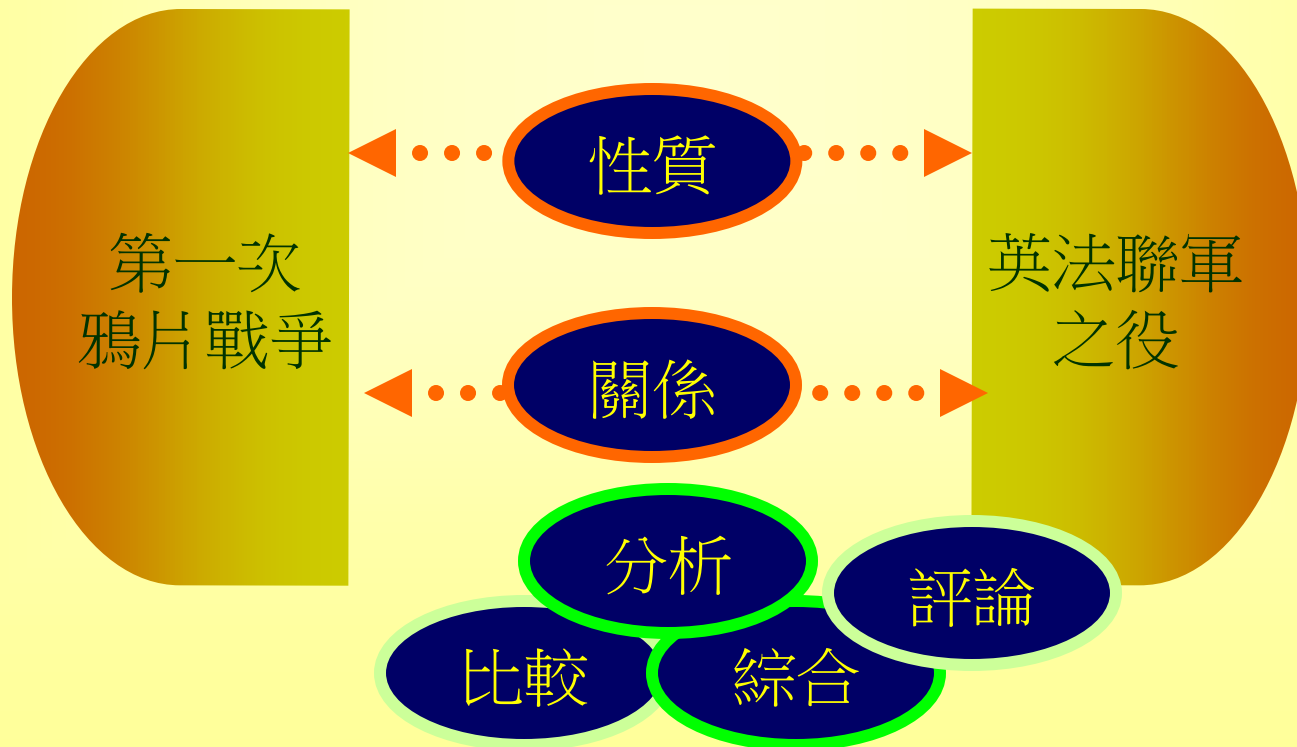 性質
第一次
鴉片戰爭
英法聯軍
之役
關係
分析
評論
比較
綜合